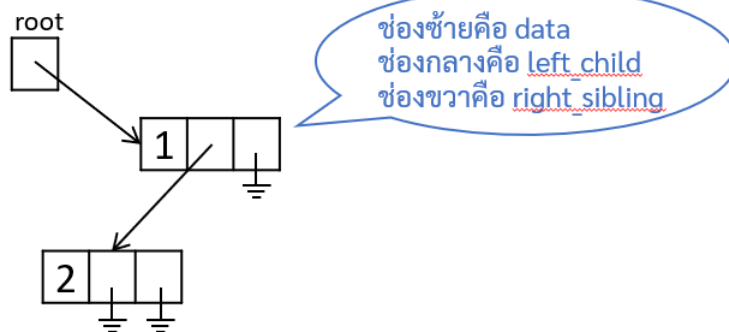 root
ช่องซ้ายคือ data
ช่องกลางคือ left_child
ช่องขวาคือ right_sibling
1
2